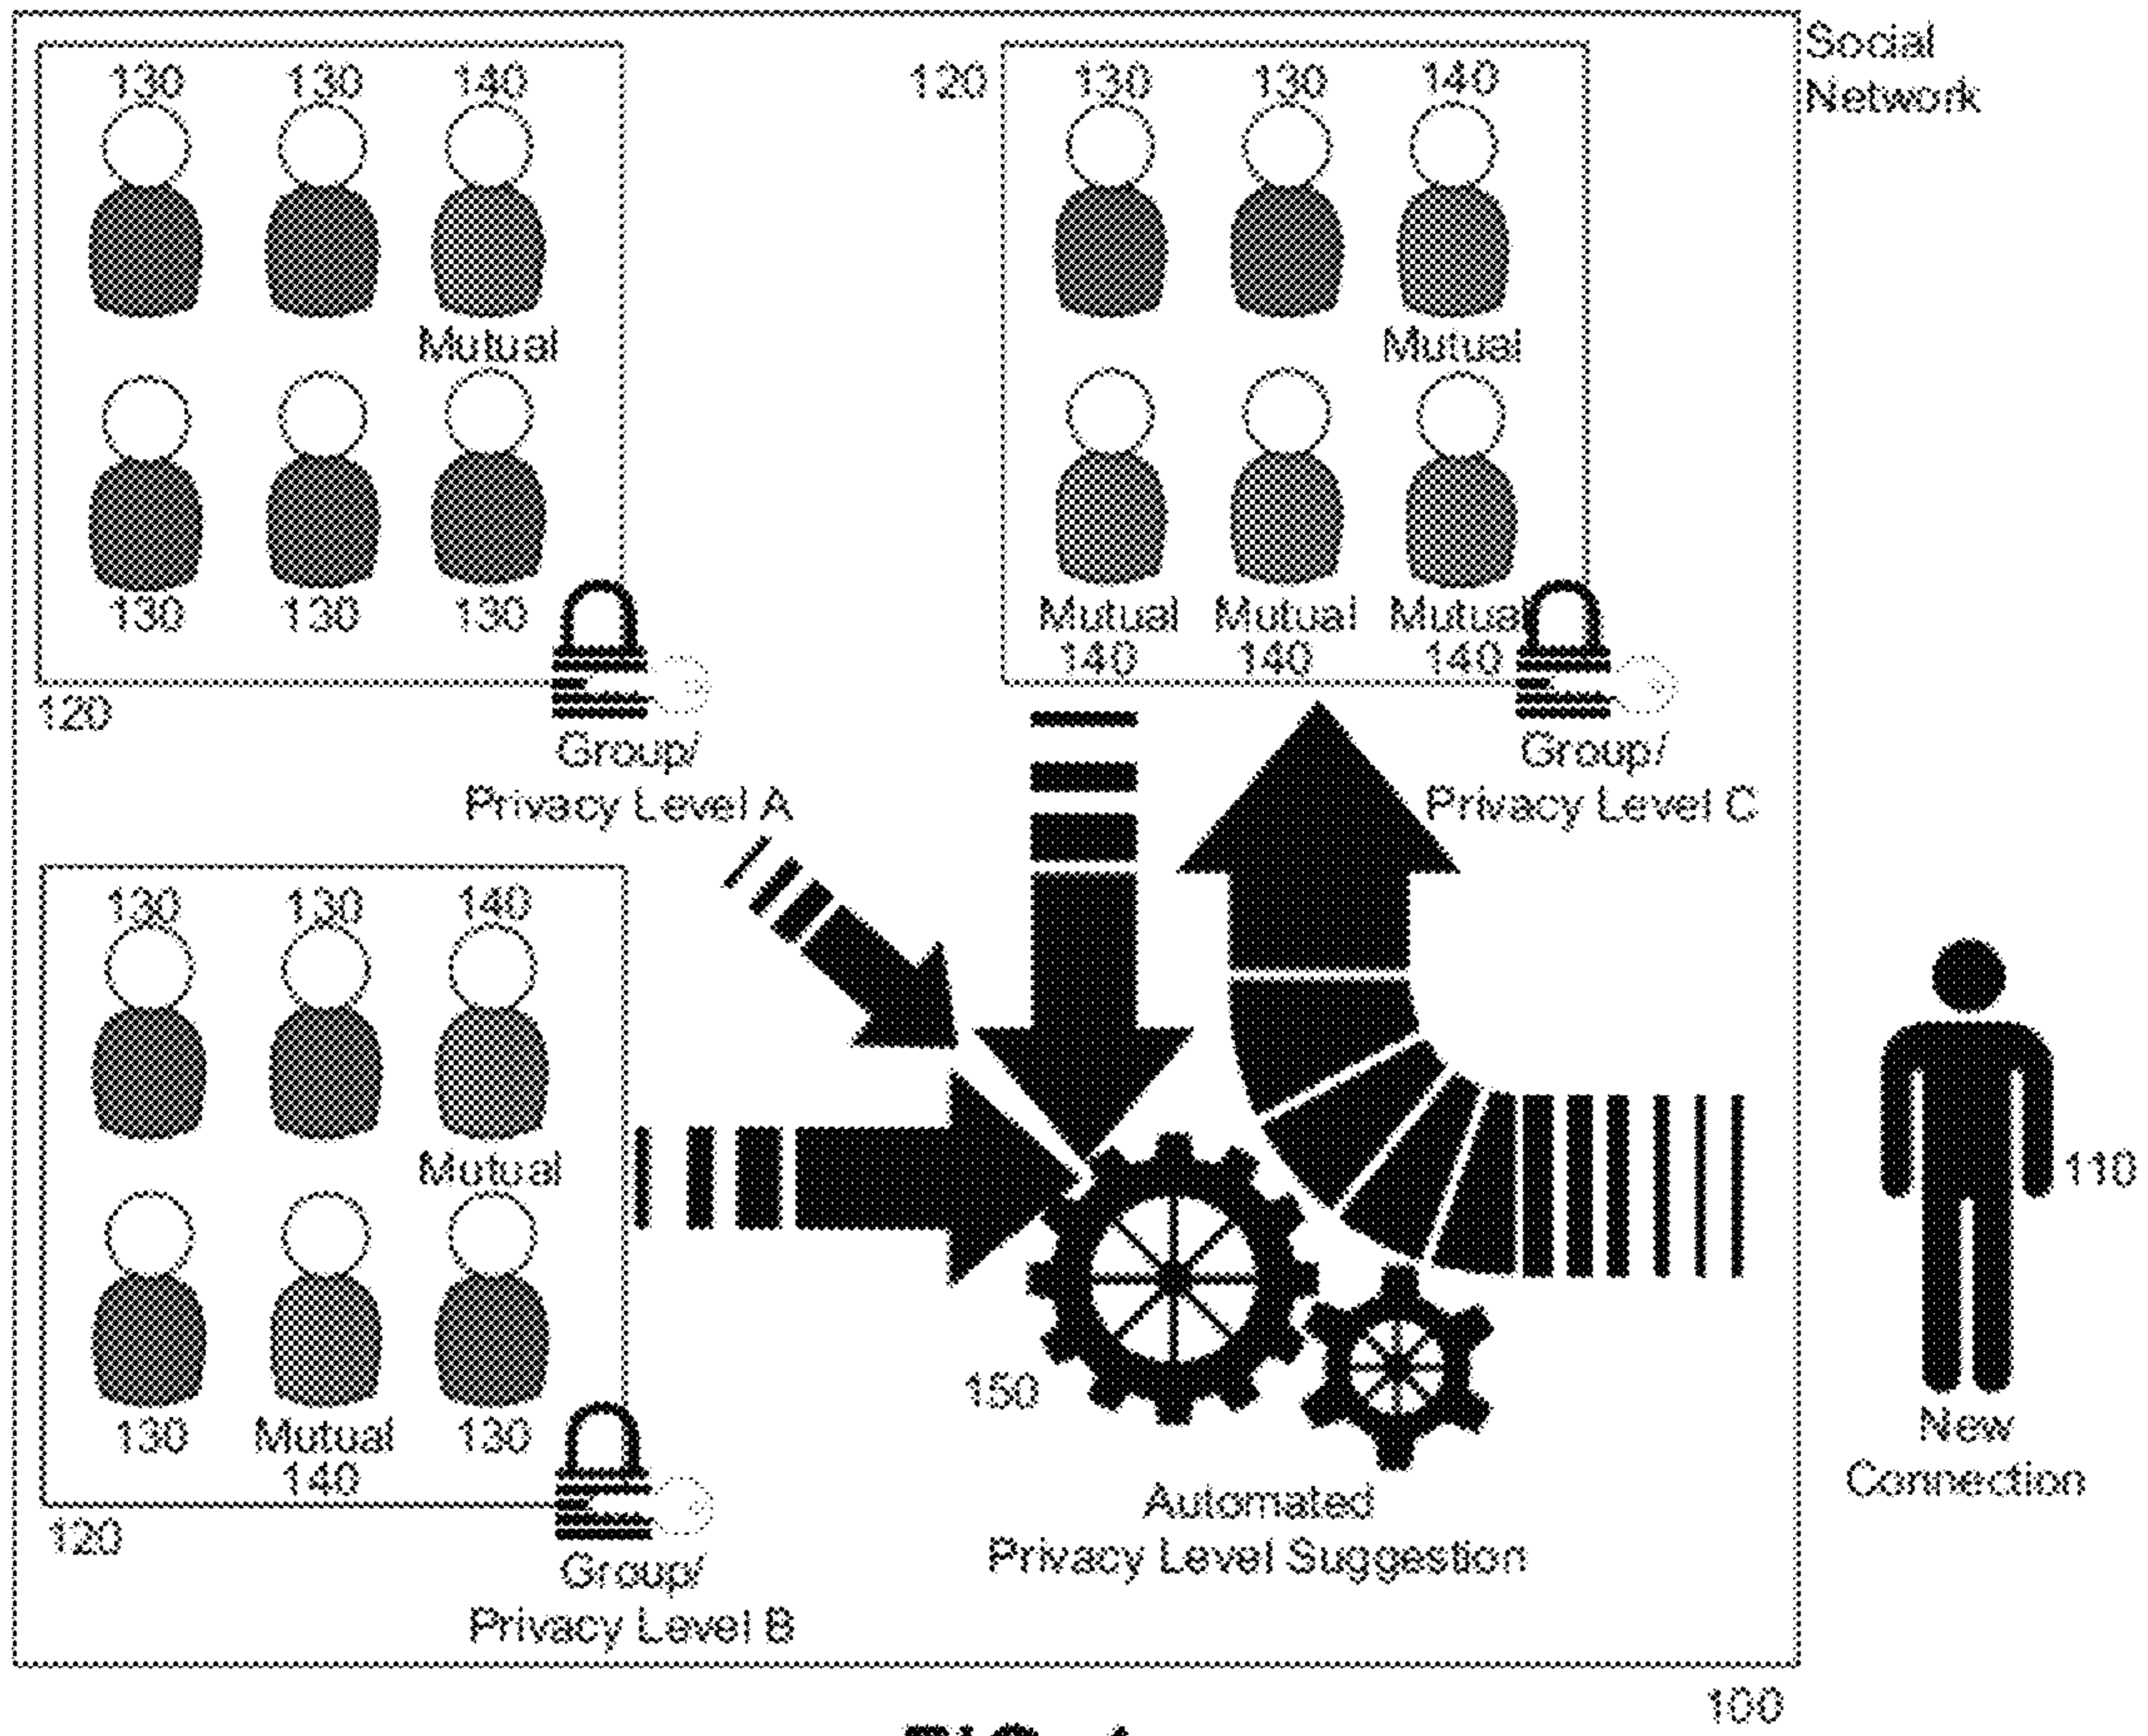 Social
Network
130 130 140
Mutual
130 130 130
120
Group/
Privacy Level A
120
130 130 140
Mutual
Mutual Mutual Mutual
140 140 140
Group/
Privacy Level C
130 130 140
Mutual
130 Mutual 130
140
120
Group/
Privacy Level B
150
Automated
Privacy Level Suggestion
110
New
Connection
100